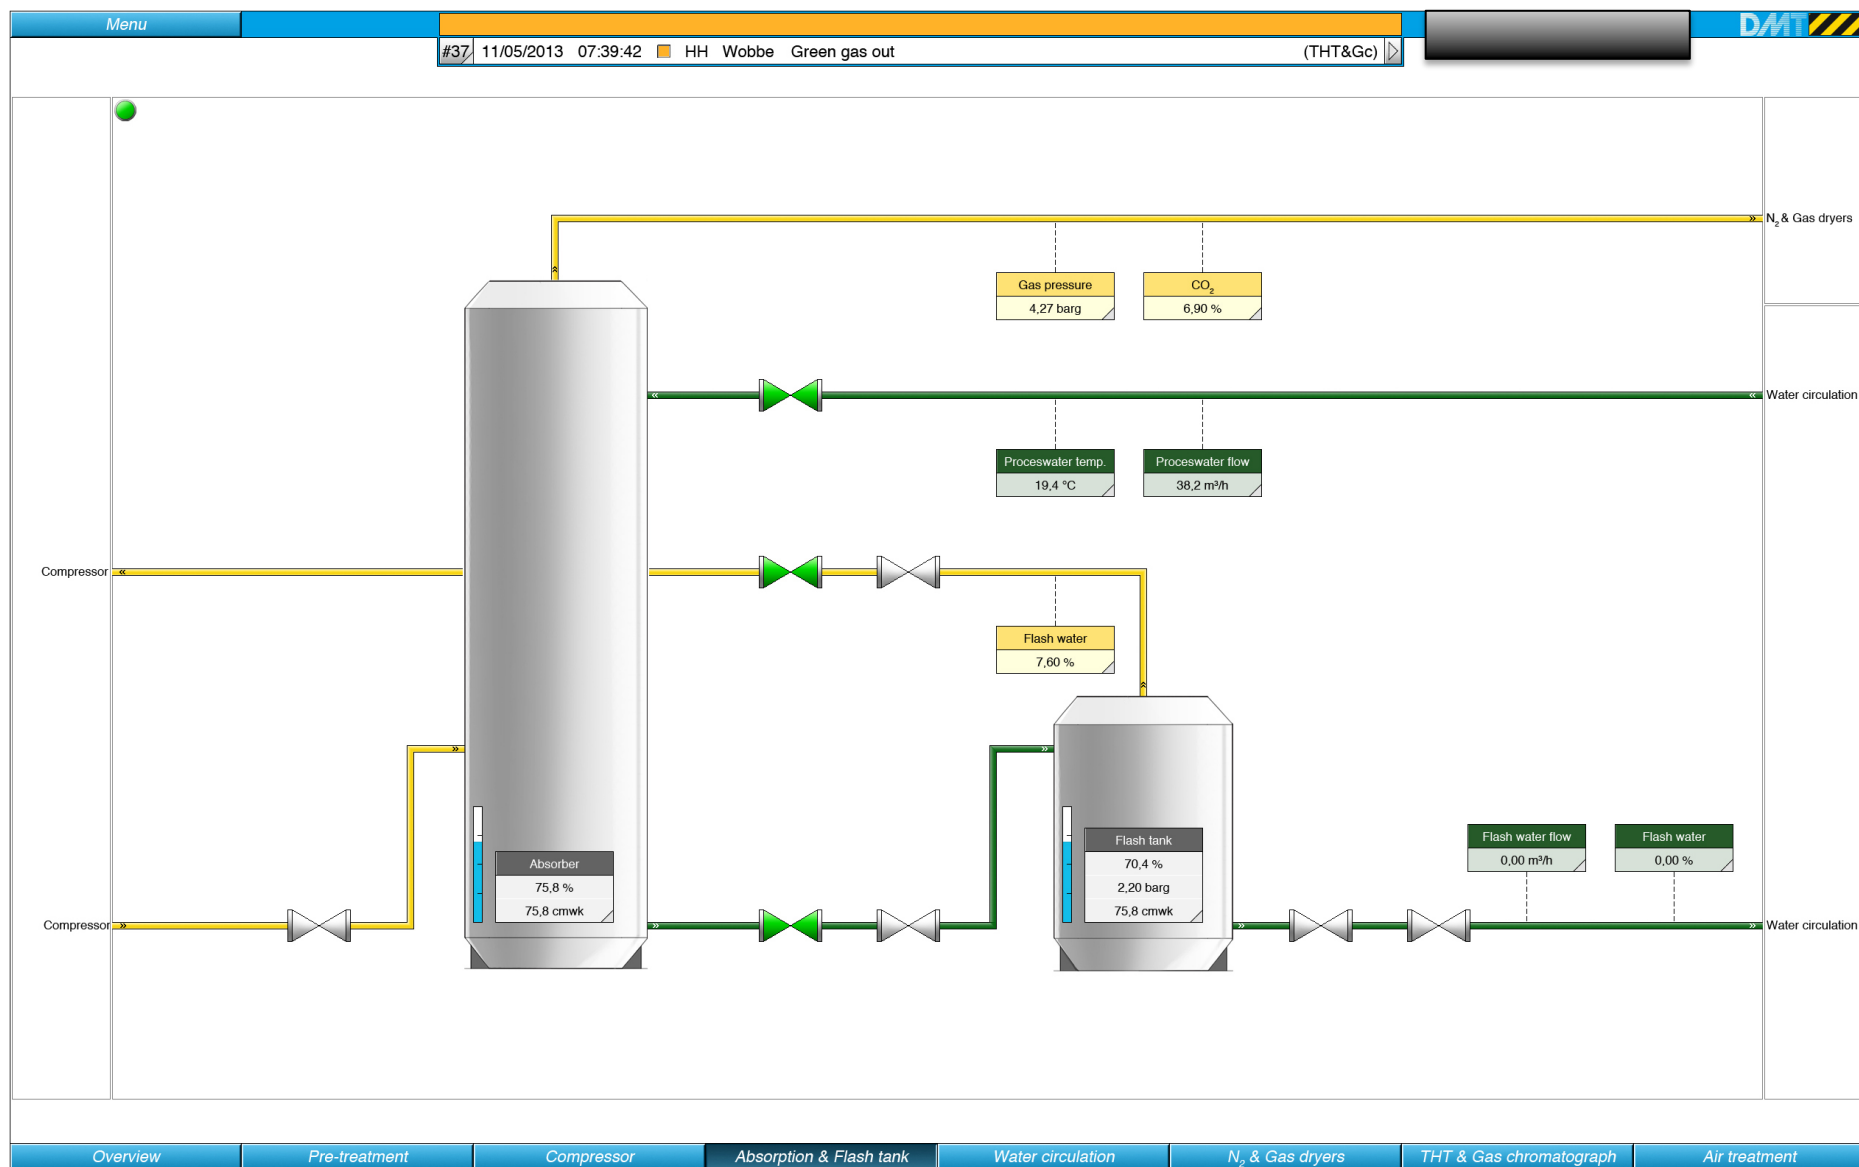 Menu
DMT
#37 11/05/2013 07:39:42 HH Wobbe Green gas out (THT&Gc)
N₂ & Gas dryers
Gas pressure
4,27 barg
CO₂
6,90 %
Water circulation
Proceswater temp.
19,4 °C
Proceswater flow
38,2 m³/h
Compressor
Flash water
7,60 %
Absorber
75,8 %
75,8 cmwk
Flash tank
70,4 %
2,20 barg
75,8 cmwk
Flash water flow
0,00 m³/h
Flash water
0,00 %
Compressor
Water circulation
Overview
Pre-treatment
Compressor
Absorption & Flash tank
Water circulation
N₂ & Gas dryers
THT & Gas chromatograph
Air treatment